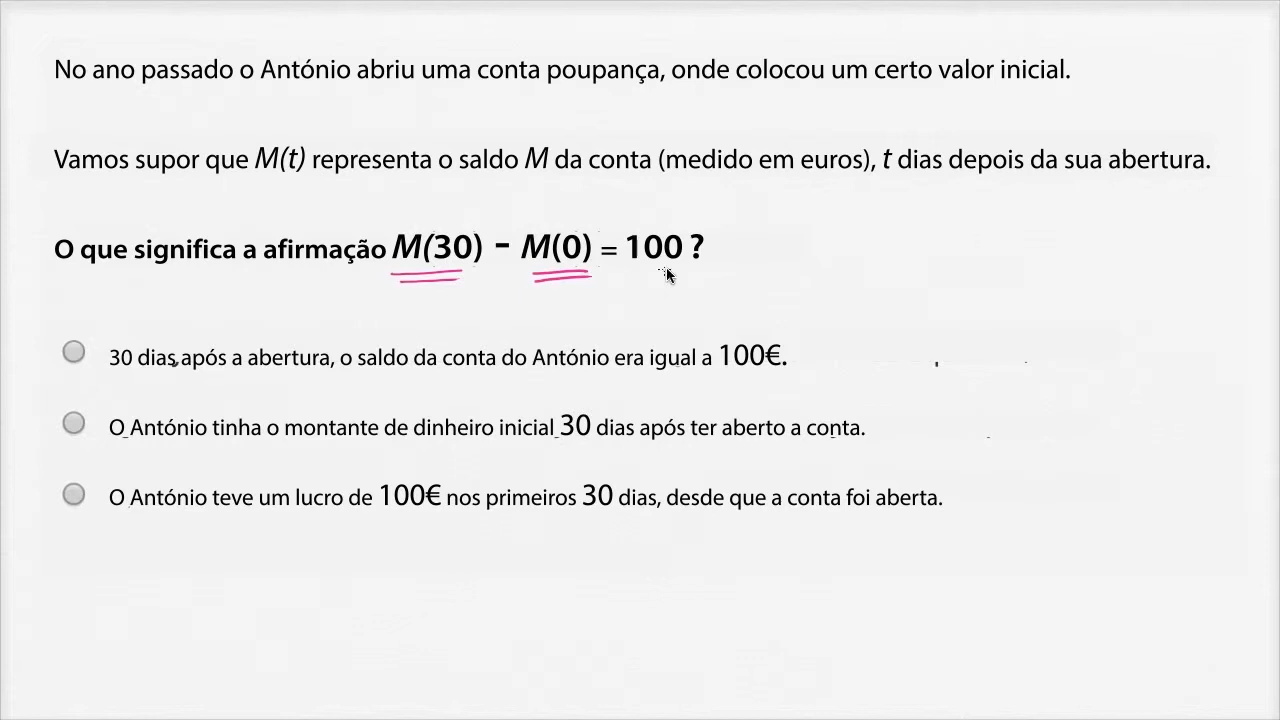 No ano passado o António abriu uma conta poupança, onde colocou um certo valor inicial.
Vamos supor que M(t) representa o saldo M da conta (medido em euros), t dias depois da sua abertura.
O que significa a afirmação M(30) - M(0) = 100 ?
30 dias após a abertura, o saldo da conta do António era igual a 100€.
O António tinha o montante de dinheiro inicial 30 dias após ter aberto a conta.
O António teve um lucro de 100€ nos primeiros 30 dias, desde que a conta foi aberta.